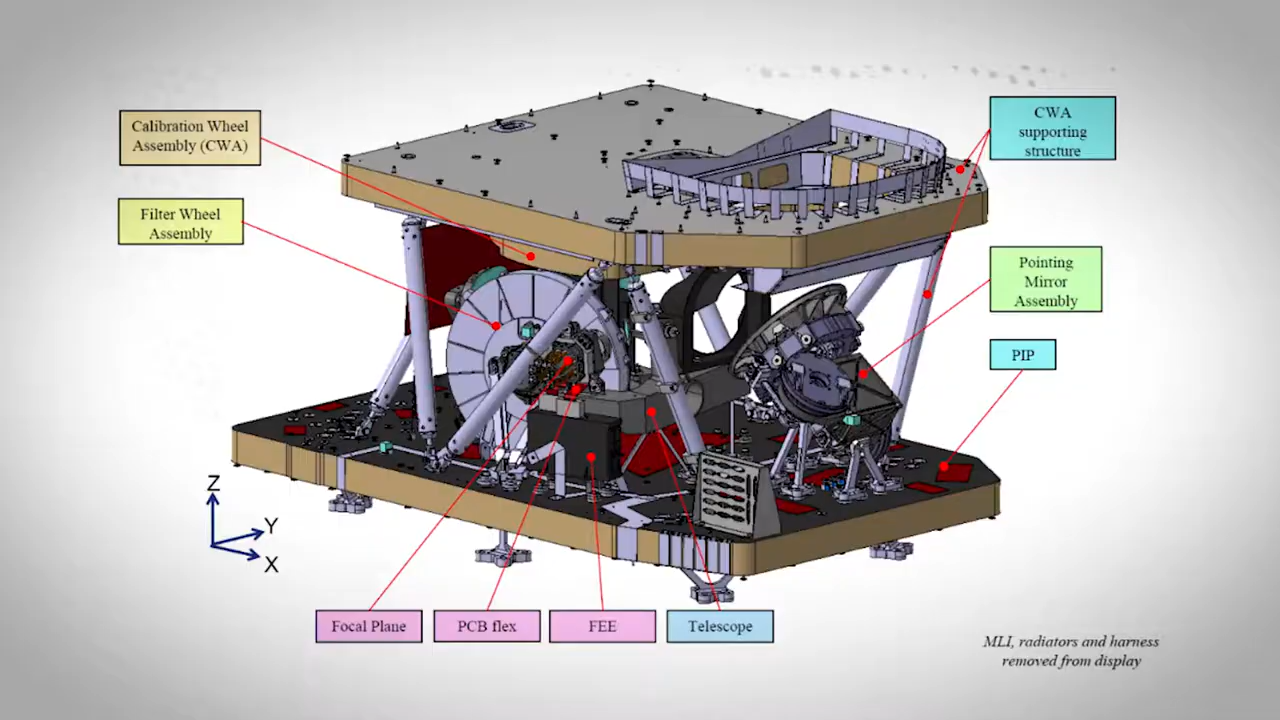 Calibration Wheel
Assembly (CWA)
Filter Wheel
Assembly
CWA
supporting
structure
Pointing
Mirror
Assembly
PIP
Z
Y
X
Focal Plane
PCB flex
FEE
Telescope
MLI, radiators and harness
removed from display